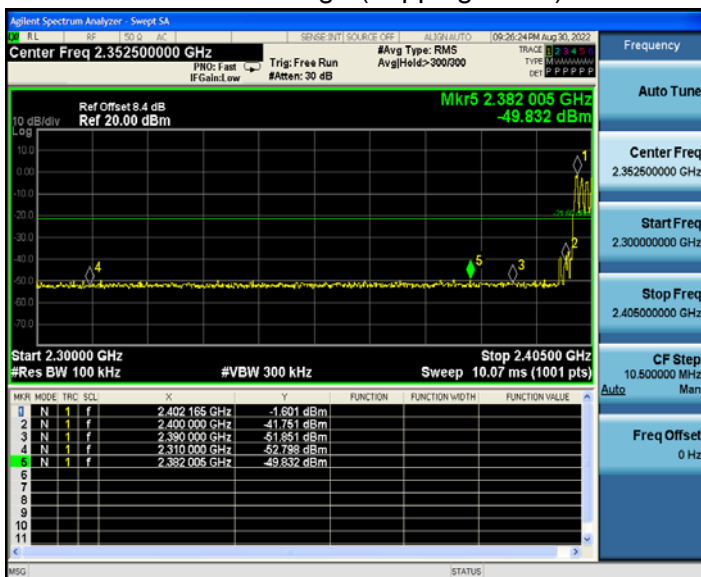 Agilent Spectrum Analyzer - Swept SA
RL RF 50 Ω AC SENSE:INT SOURCE OFF ALIGN AUTO 09:26:24 PM Aug 30, 2022
Center Freq 2.352500000 GHz
PNO: Fast
IFGain:Low
Trig: Free Run
#Atten: 30 dB
#Avg Type: RMS
Avg|Hold:>300/300
TRACE 1 2 3 4 5 6
TYPE M
DET P P P P P P
Ref Offset 8.4 dB
10 dB/div Ref 20.00 dBm
Log
Mkr5 2.382 005 GHz
-49.832 dBm
10.0
0.00
-10.0
-20.0
-30.0
-40.0
-50.0
-60.0
-70.0
1
2
3
4
5
Start 2.30000 GHz Stop 2.40500 GHz
#Res BW 100 kHz #VBW 300 kHz Sweep 10.07 ms (1001 pts)
MKR MODE TRC SCL X Y FUNCTION FUNCTION WIDTH FUNCTION VALUE
1 N 1 f 2.402 165 GHz -1.601 dBm
2 N 1 f 2.400 000 GHz -41.751 dBm
3 N 1 f 2.390 000 GHz -51.851 dBm
4 N 1 f 2.310 000 GHz -52.798 dBm
5 N 1 f 2.382 005 GHz -49.832 dBm
6
7
8
9
10
11
MSG STATUS
Frequency
Auto Tune
Center Freq
2.352500000 GHz
Start Freq
2.300000000 GHz
Stop Freq
2.405000000 GHz
CF Step
10.500000 MHz
Auto Man
Freq Offset
0 Hz